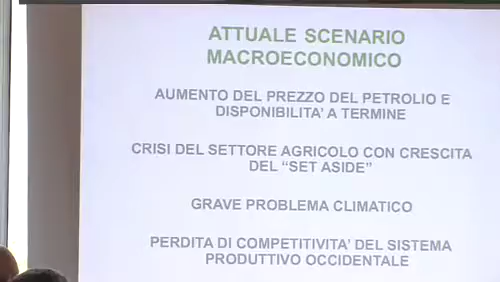 ATTUALE SCENARIO
MACROECONOMICO
AUMENTO DEL PREZZO DEL PETROLIO E
DISPONIBILITA' A TERMINE
CRISI DEL SETTORE AGRICOLO CON CRESCITA
DEL "SET ASIDE"
GRAVE PROBLEMA CLIMATICO
PERDITA DI COMPETITIVITA' DEL SISTEMA
PRODUTTIVO OCCIDENTALE